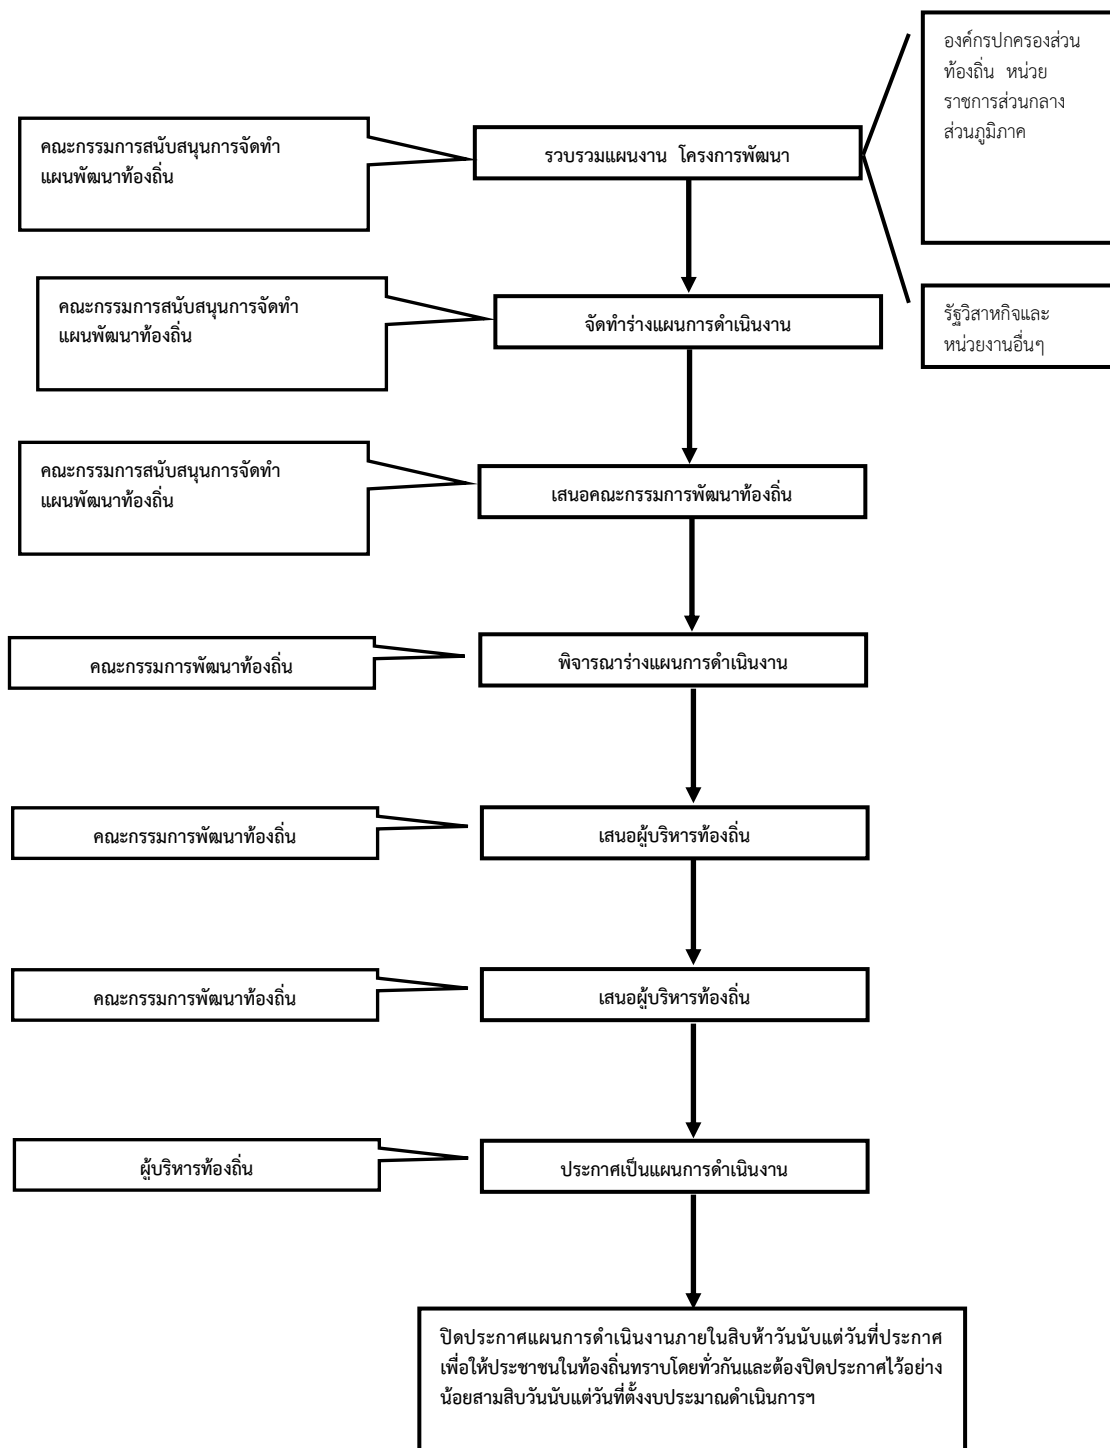 องค์กรปกครองส่วน
ท้องถิ่น หน่วย
ราชการส่วนกลาง
ส่วนภูมิภาค
คณะกรรมการสนับสนุนการจัดทำ
แผนพัฒนาท้องถิ่น
รวบรวมแผนงาน โครงการพัฒนา
รัฐวิสาหกิจและ
หน่วยงานอื่นๆ
คณะกรรมการสนับสนุนการจัดทำ
แผนพัฒนาท้องถิ่น
จัดทำร่างแผนการดำเนินงาน
คณะกรรมการสนับสนุนการจัดทำ
แผนพัฒนาท้องถิ่น
เสนอคณะกรรมการพัฒนาท้องถิ่น
คณะกรรมการพัฒนาท้องถิ่น
พิจารณาร่างแผนการดำเนินงาน
คณะกรรมการพัฒนาท้องถิ่น
เสนอผู้บริหารท้องถิ่น
คณะกรรมการพัฒนาท้องถิ่น
เสนอผู้บริหารท้องถิ่น
ผู้บริหารท้องถิ่น
ประกาศเป็นแผนการดำเนินงาน
ปิดประกาศแผนการดำเนินงานภายในสิบห้าวันนับแต่วันที่ประกาศ
เพื่อให้ประชาชนในท้องถิ่นทราบโดยทั่วกันและต้องปิดประกาศไว้อย่าง
น้อยสามสิบวันนับแต่วันที่ตั้งงบประมาณดำเนินการฯ